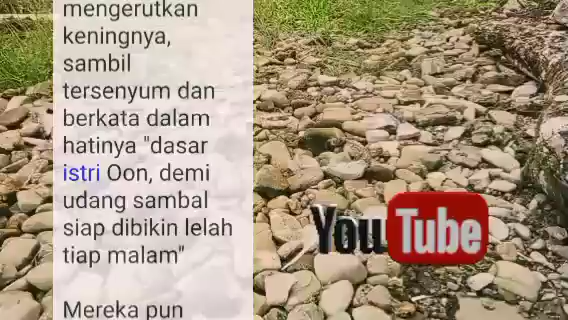 mengerutkan
keningnya,
sambil
tersenyum dan
berkata dalam
hatinya "dasar
istri Oon, demi
udang sambal
siap dibikin lelah
tiap malam"
Mereka pun
YouTube